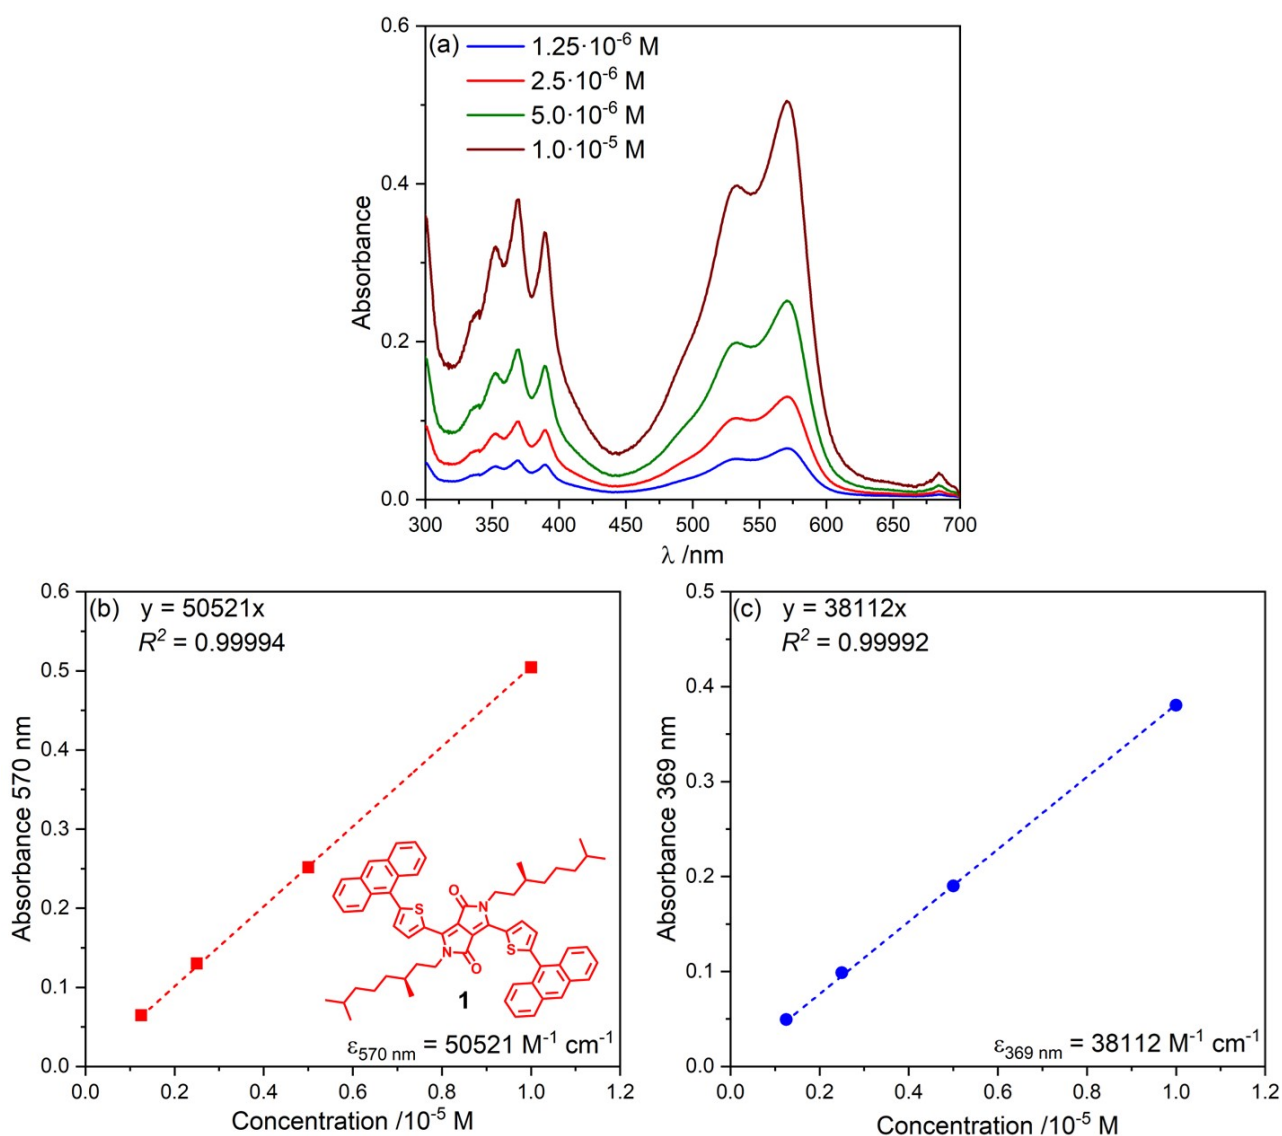 (a)
1.25·10⁻⁶ M
2.5·10⁻⁶ M
5.0·10⁻⁶ M
1.0·10⁻⁵ M
Absorbance
0.6
0.4
0.2
0.0
300 350 400 450 500 550 600 650 700
λ /nm
(b) y = 50521x
R² = 0.99994
Absorbance 570 nm
0.6
0.5
0.4
0.3
0.2
0.1
0.0
S
O
N
N
O
S
1
ε570 nm = 50521 M⁻¹ cm⁻¹
0.0 0.2 0.4 0.6 0.8 1.0 1.2
Concentration /10⁻⁵ M
(c) y = 38112x
R² = 0.99992
Absorbance 369 nm
0.5
0.4
0.3
0.2
0.1
0.0
ε369 nm = 38112 M⁻¹ cm⁻¹
0.0 0.2 0.4 0.6 0.8 1.0 1.2
Concentration /10⁻⁵ M